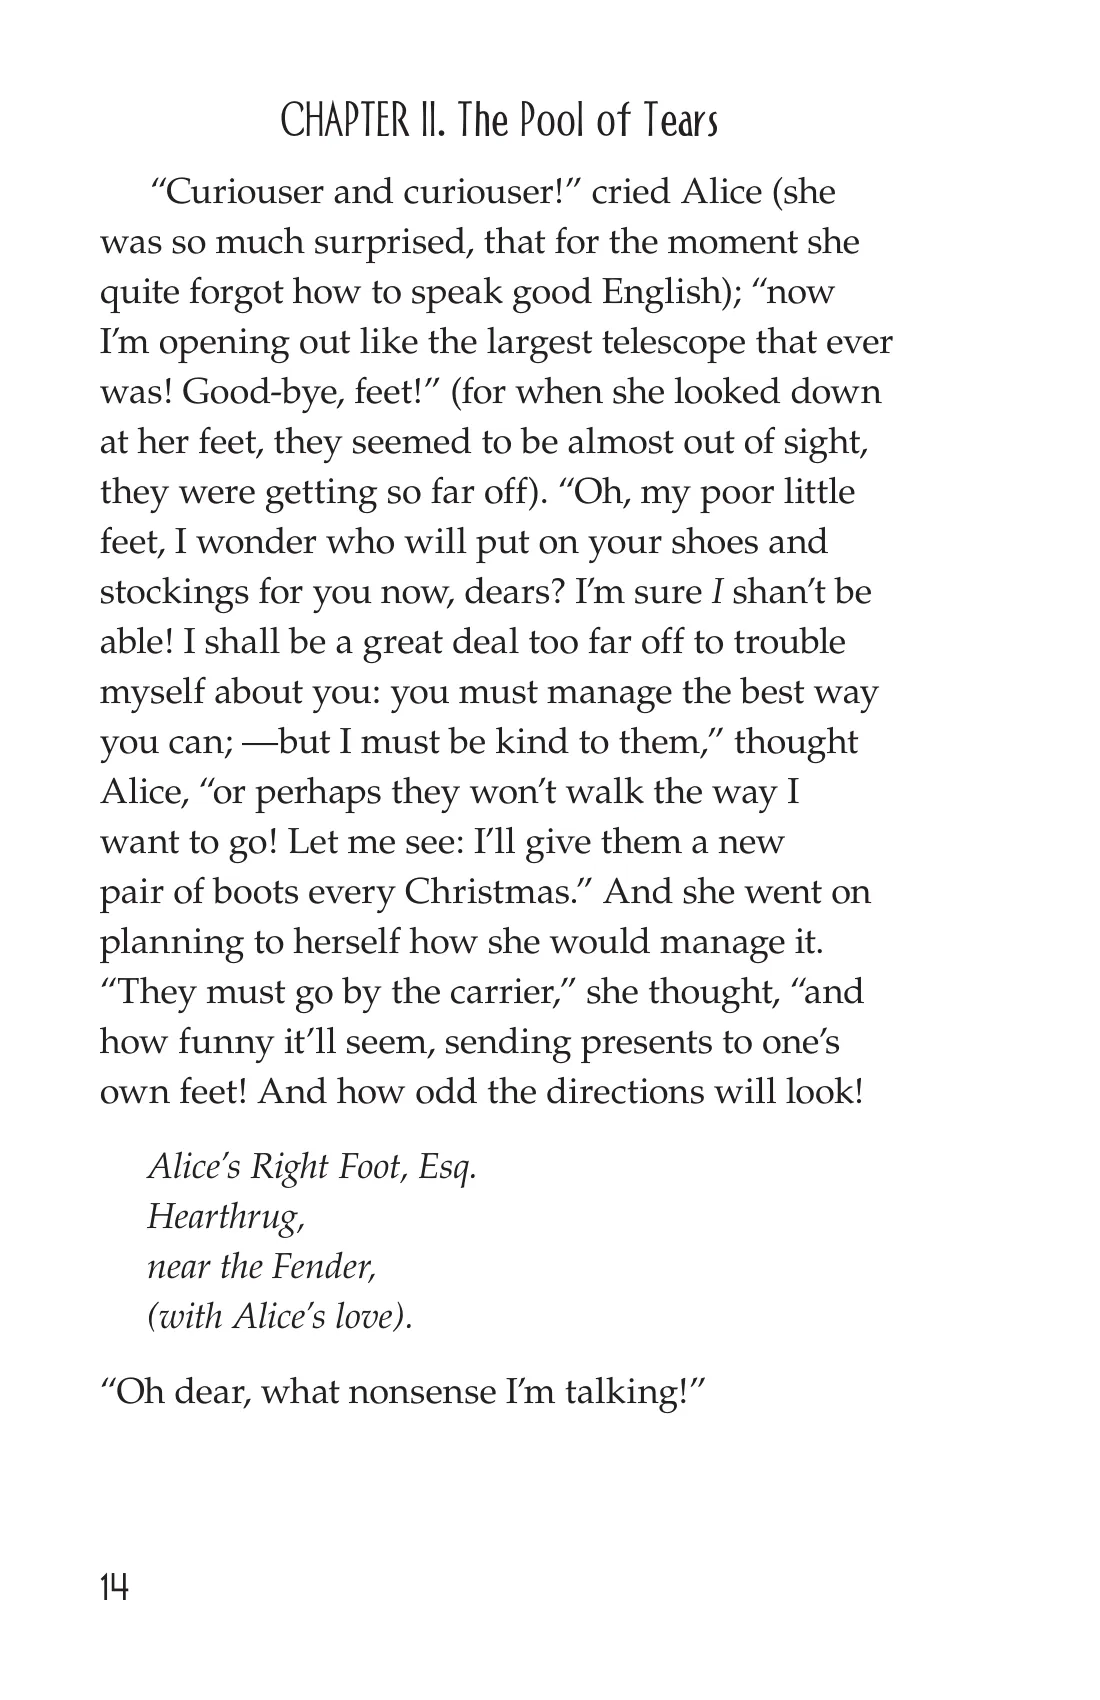 CHAPTER II. The Pool of Tears
“Curiouser and curiouser!” cried Alice (she
was so much surprised, that for the moment she
quite forgot how to speak good English); “now
I’m opening out like the largest telescope that ever
was! Good-bye, feet!” (for when she looked down
at her feet, they seemed to be almost out of sight,
they were getting so far off). “Oh, my poor little
feet, I wonder who will put on your shoes and
stockings for you now, dears? I’m sure I shan’t be
able! I shall be a great deal too far off to trouble
myself about you: you must manage the best way
you can; —but I must be kind to them,” thought
Alice, “or perhaps they won’t walk the way I
want to go! Let me see: I’ll give them a new
pair of boots every Christmas.” And she went on
planning to herself how she would manage it.
“They must go by the carrier,” she thought, “and
how funny it’ll seem, sending presents to one’s
own feet! And how odd the directions will look!
Alice’s Right Foot, Esq.
Hearthrug,
near the Fender,
(with Alice’s love).
“Oh dear, what nonsense I’m talking!”
14